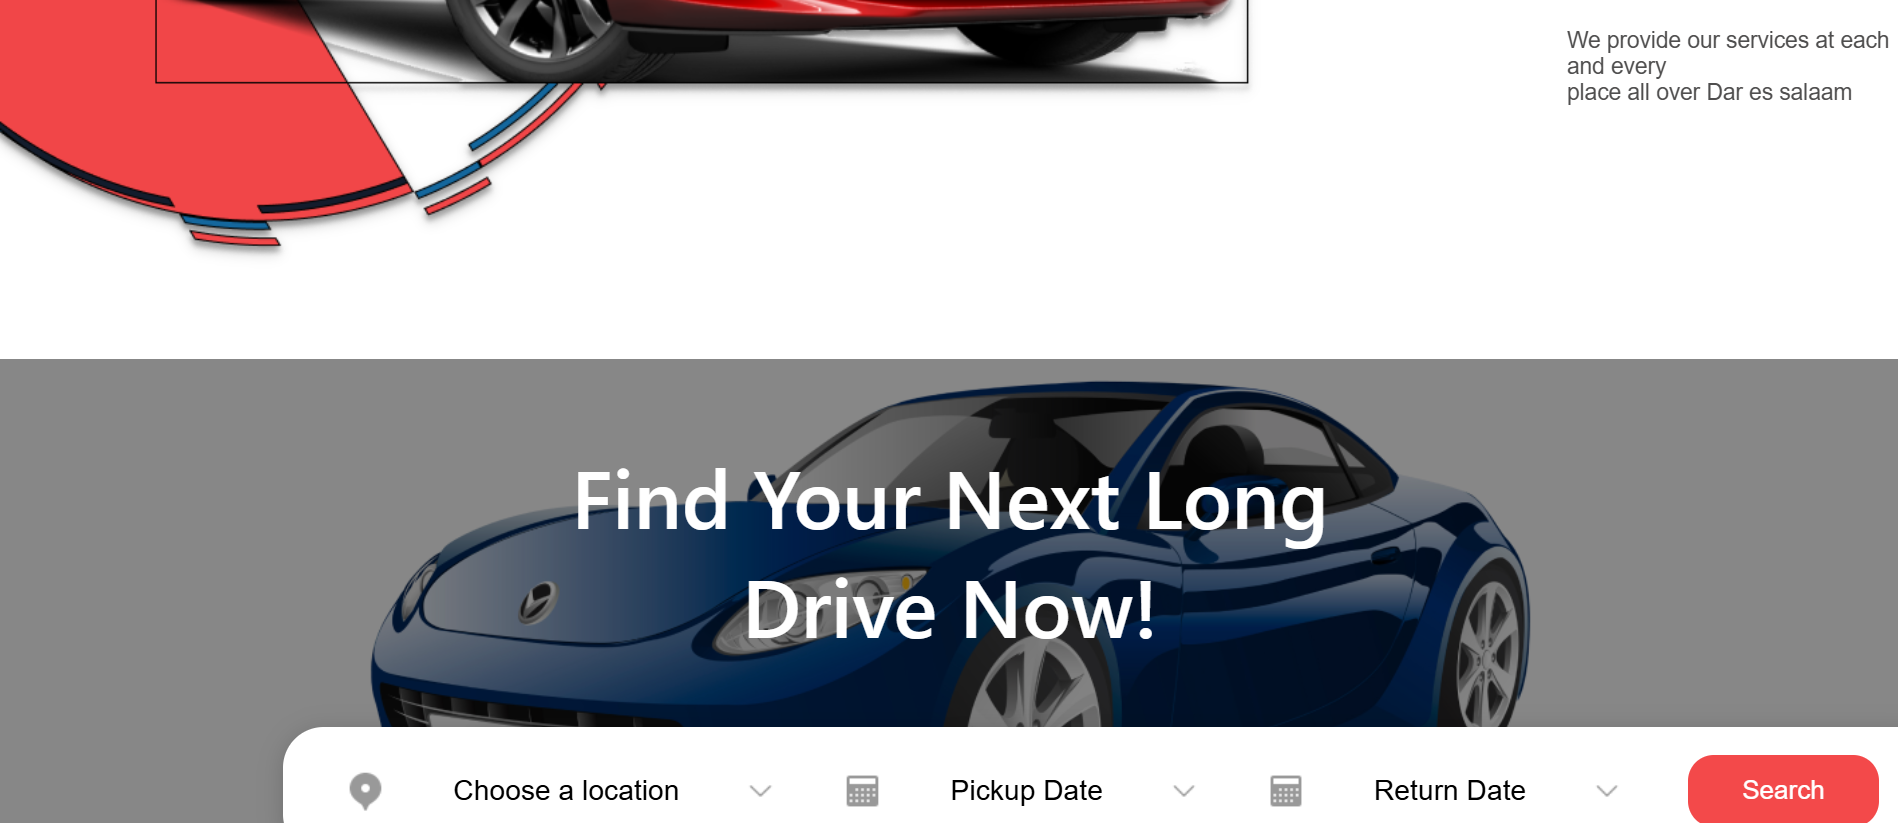 We provide our services at each
and every
place all over Dar es salaam
Find Your Next Long
Drive Now!
Choose a location
Pickup Date
Return Date
Search